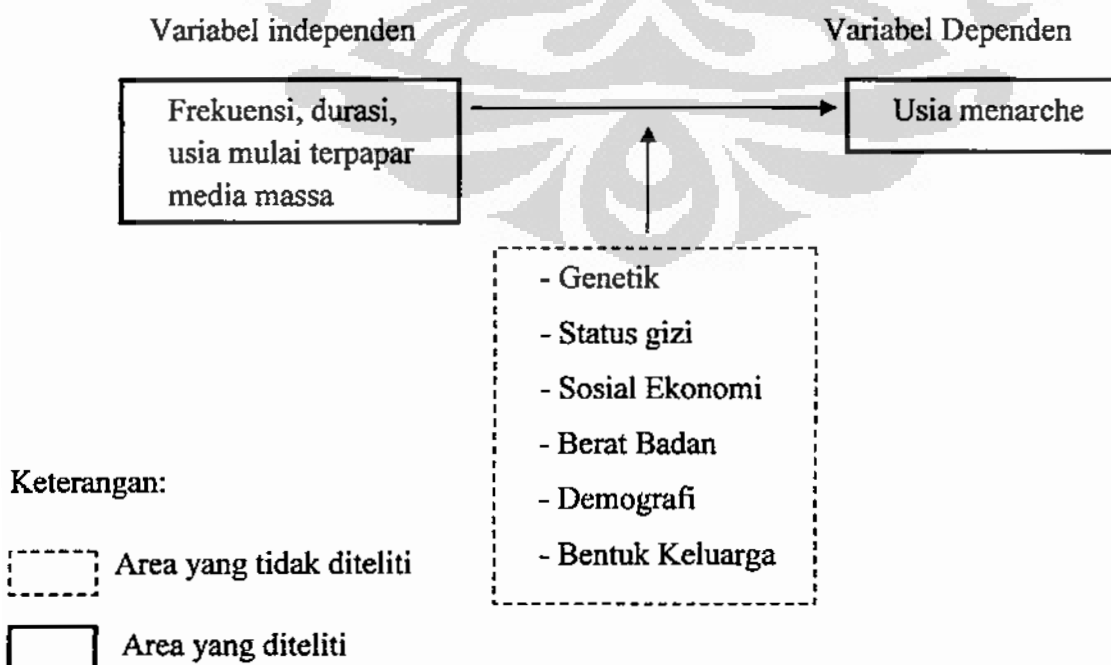 Variabel independen
Variabel Dependen
Frekuensi, durasi,
usia mulai terpapar
media massa
Usia menarche
- Genetik
- Status gizi
- Sosial Ekonomi
- Berat Badan
- Demografi
- Bentuk Keluarga
Keterangan:
Area yang tidak diteliti
Area yang diteliti